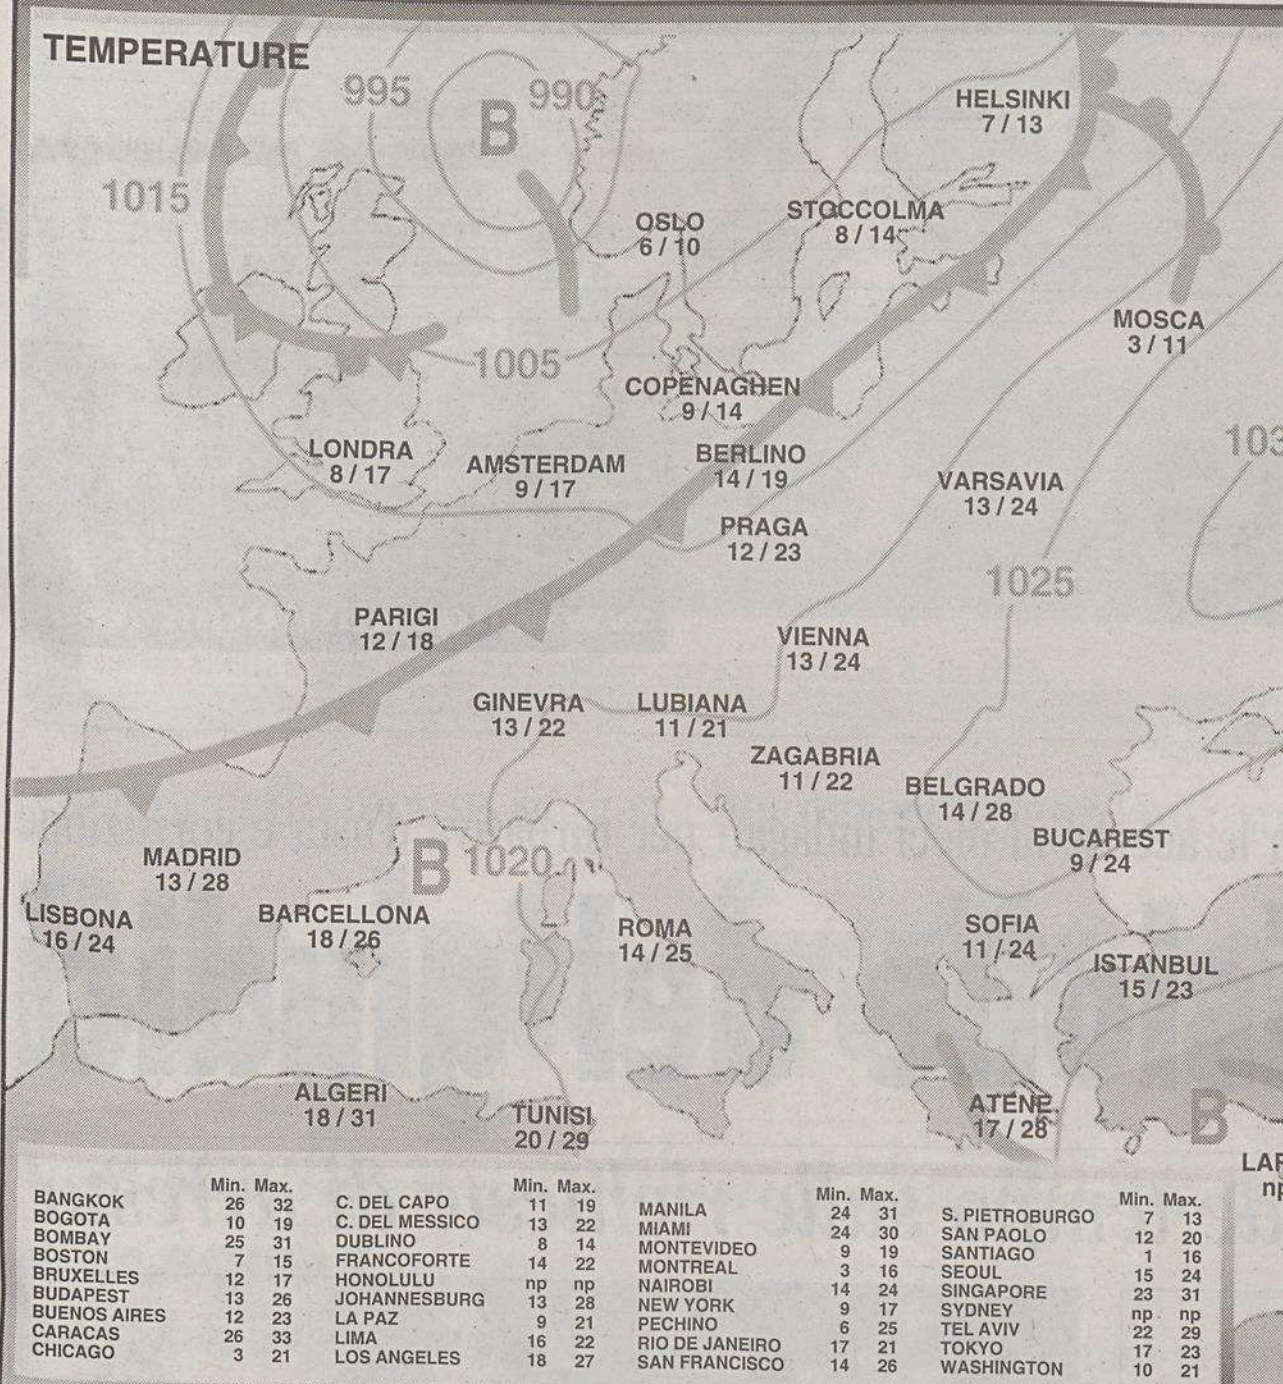 TEMPERATURE
995
990
B
HELSINKI
7 / 13
1015
OSLO
6 / 10
STOCCOLMA
8 / 14
MOSCA
3 / 11
1005
COPENAGHEN
9 / 14
LONDRA
8 / 17
AMSTERDAM
9 / 17
BERLINO
14 / 19
103
VARSAVIA
13 / 24
PRAGA
12 / 23
1025
PARIGI
12 / 18
VIENNA
13 / 24
GINEVRA
13 / 22
LUBIANA
11 / 21
ZAGABRIA
11 / 22
BELGRADO
14 / 28
BUCAREST
9 / 24
MADRID
13 / 28
B
1020
LISBONA
16 / 24
BARCELLONA
18 / 26
ROMA
14 / 25
SOFIA
11 / 24
ISTANBUL
15 / 23
ALGERI
18 / 31
TUNISI
20 / 29
ATENE
17 / 28
B
LAR
np
Min. Max.
BANGKOK 26 32
BOGOTA 10 19
BOMBAY 25 31
BOSTON 7 15
BRUXELLES 12 17
BUDAPEST 13 26
BUENOS AIRES 12 23
CARACAS 26 33
CHICAGO 3 21
Min. Max.
C. DEL CAPO 11 19
C. DEL MESSICO 13 22
DUBLINO 8 14
FRANCOFORTE 14 22
HONOLULU np np
JOHANNESBURG 13 28
LA PAZ 9 21
LIMA 16 22
LOS ANGELES 18 27
Min. Max.
MANILA 24 31
MIAMI 24 30
MONTEVIDEO 9 19
MONTREAL 3 16
NAIROBI 14 24
NEW YORK 9 17
PECHINO 6 25
RIO DE JANEIRO 17 21
SAN FRANCISCO 14 26
Min. Max.
S. PIETROBURGO 7 13
SAN PAOLO 12 20
SANTIAGO 1 16
SEOUL 15 24
SINGAPORE 23 31
SYDNEY np np
TEL AVIV 22 29
TOKYO 17 23
WASHINGTON 10 21